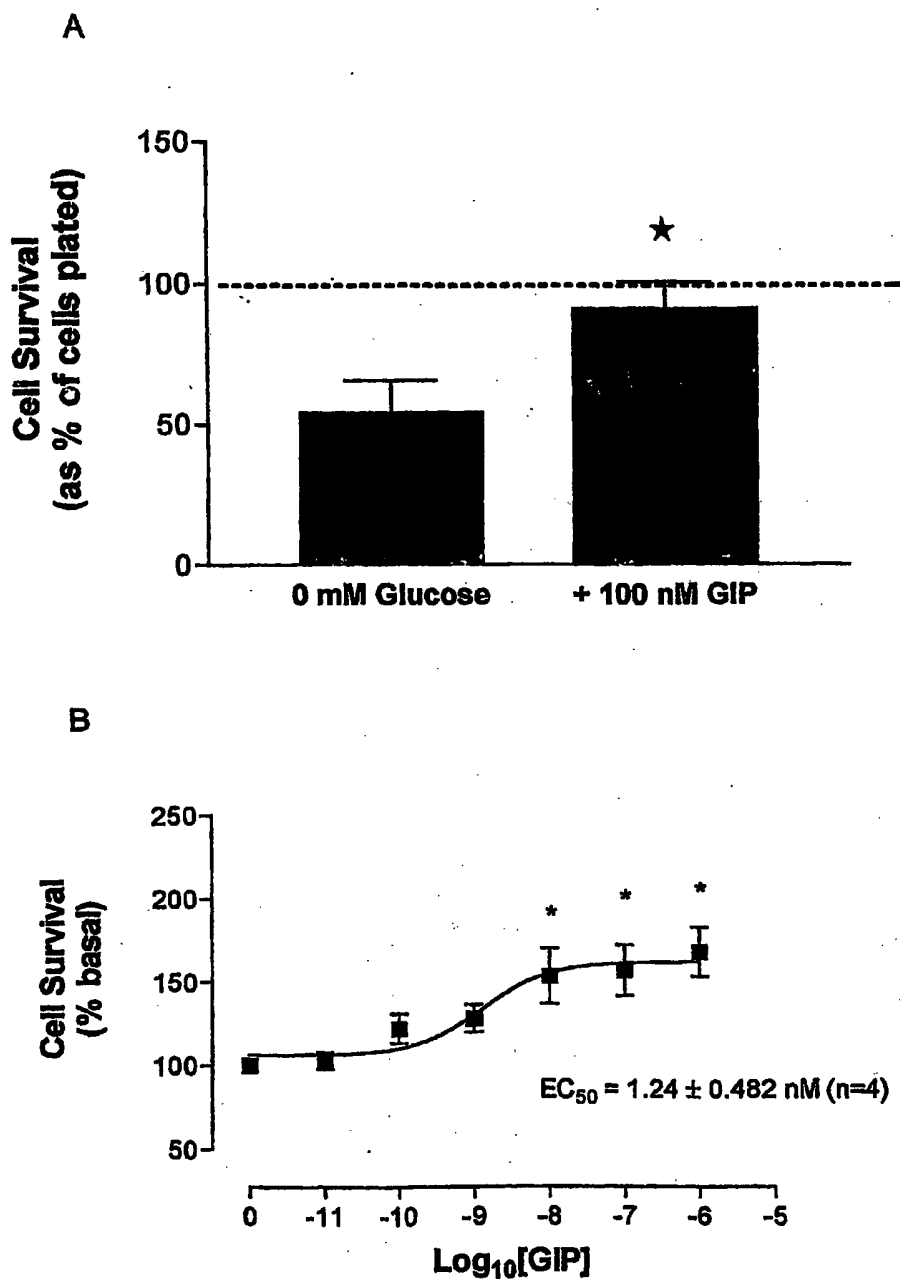 A
150
100
50
0
Cell Survival
(as % of cells plated)
★
0 mM Glucose
+ 100 nM GIP
B
250
200
150
100
50
Cell Survival
(% basal)
* * *
EC₅₀ = 1.24 ± 0.482 nM (n=4)
0 -11 -10 -9 -8 -7 -6 -5
Log₁₀[GIP]